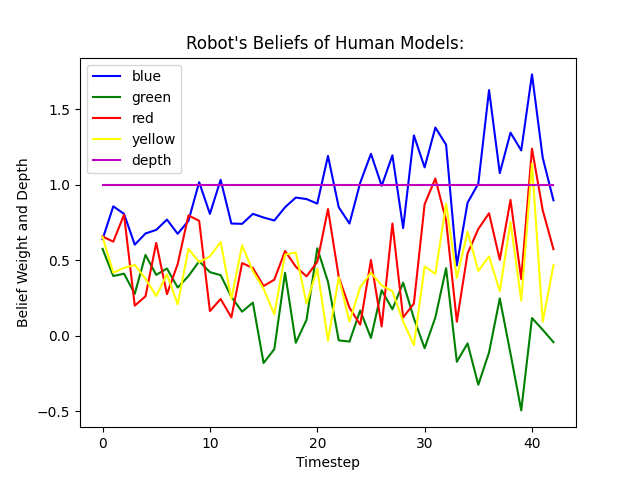 Robot's Beliefs of Human Models:
blue
green
red
yellow
depth
Belief Weight and Depth
1.5
1.0
0.5
0.0
−0.5
0
10
20
30
40
Timestep